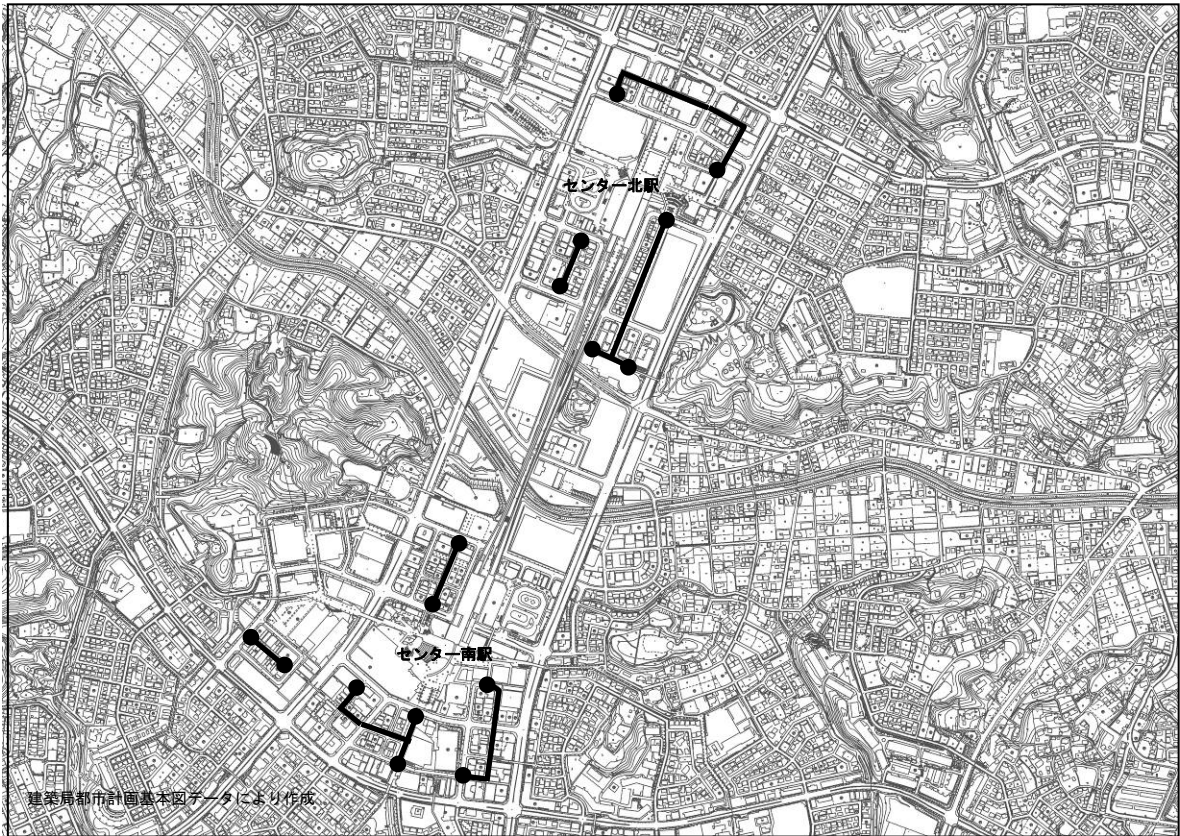 センター北駅
センター南駅
建築局都市計画基本図データにより作成